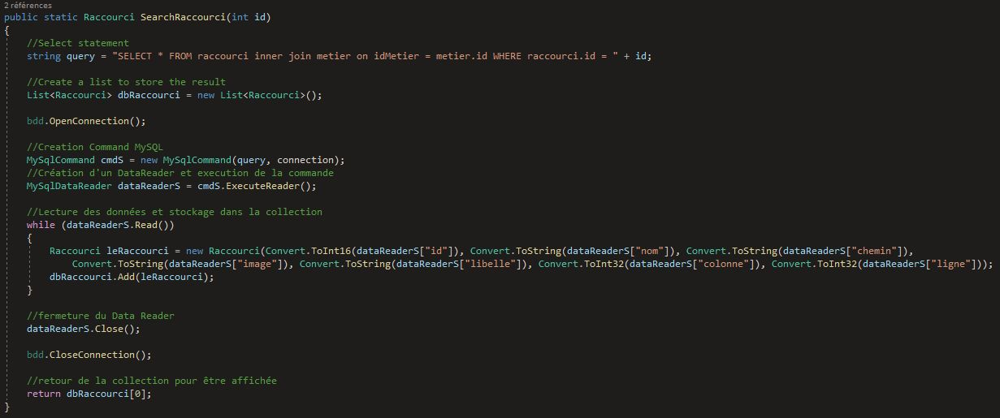 2 références
public static Raccourci SearchRaccourci(int id)
{
//Select statement
string query = "SELECT * FROM raccourci inner join metier on idMetier = metier.id WHERE raccourci.id = " + id;
//Create a list to store the result
List<Raccourci> dbRaccourci = new List<Raccourci>();
bdd.OpenConnection();
//Creation Command MySQL
MySqlCommand cmdS = new MySqlCommand(query, connection);
//Création d'un DataReader et execution de la commande
MySqlDataReader dataReaderS = cmdS.ExecuteReader();
//Lecture des données et stockage dans la collection
while (dataReaderS.Read())
{
Raccourci leRaccourci = new Raccourci(Convert.ToInt16(dataReaderS["id"]), Convert.ToString(dataReaderS["nom"]), Convert.ToString(dataReaderS["chemin"]),
Convert.ToString(dataReaderS["image"]), Convert.ToString(dataReaderS["libelle"]), Convert.ToInt32(dataReaderS["colonne"]), Convert.ToInt32(dataReaderS["ligne"]));
dbRaccourci.Add(leRaccourci);
}
//fermeture du Data Reader
dataReaderS.Close();
bdd.CloseConnection();
//retour de la collection pour être affichée
return dbRaccourci[0];
}